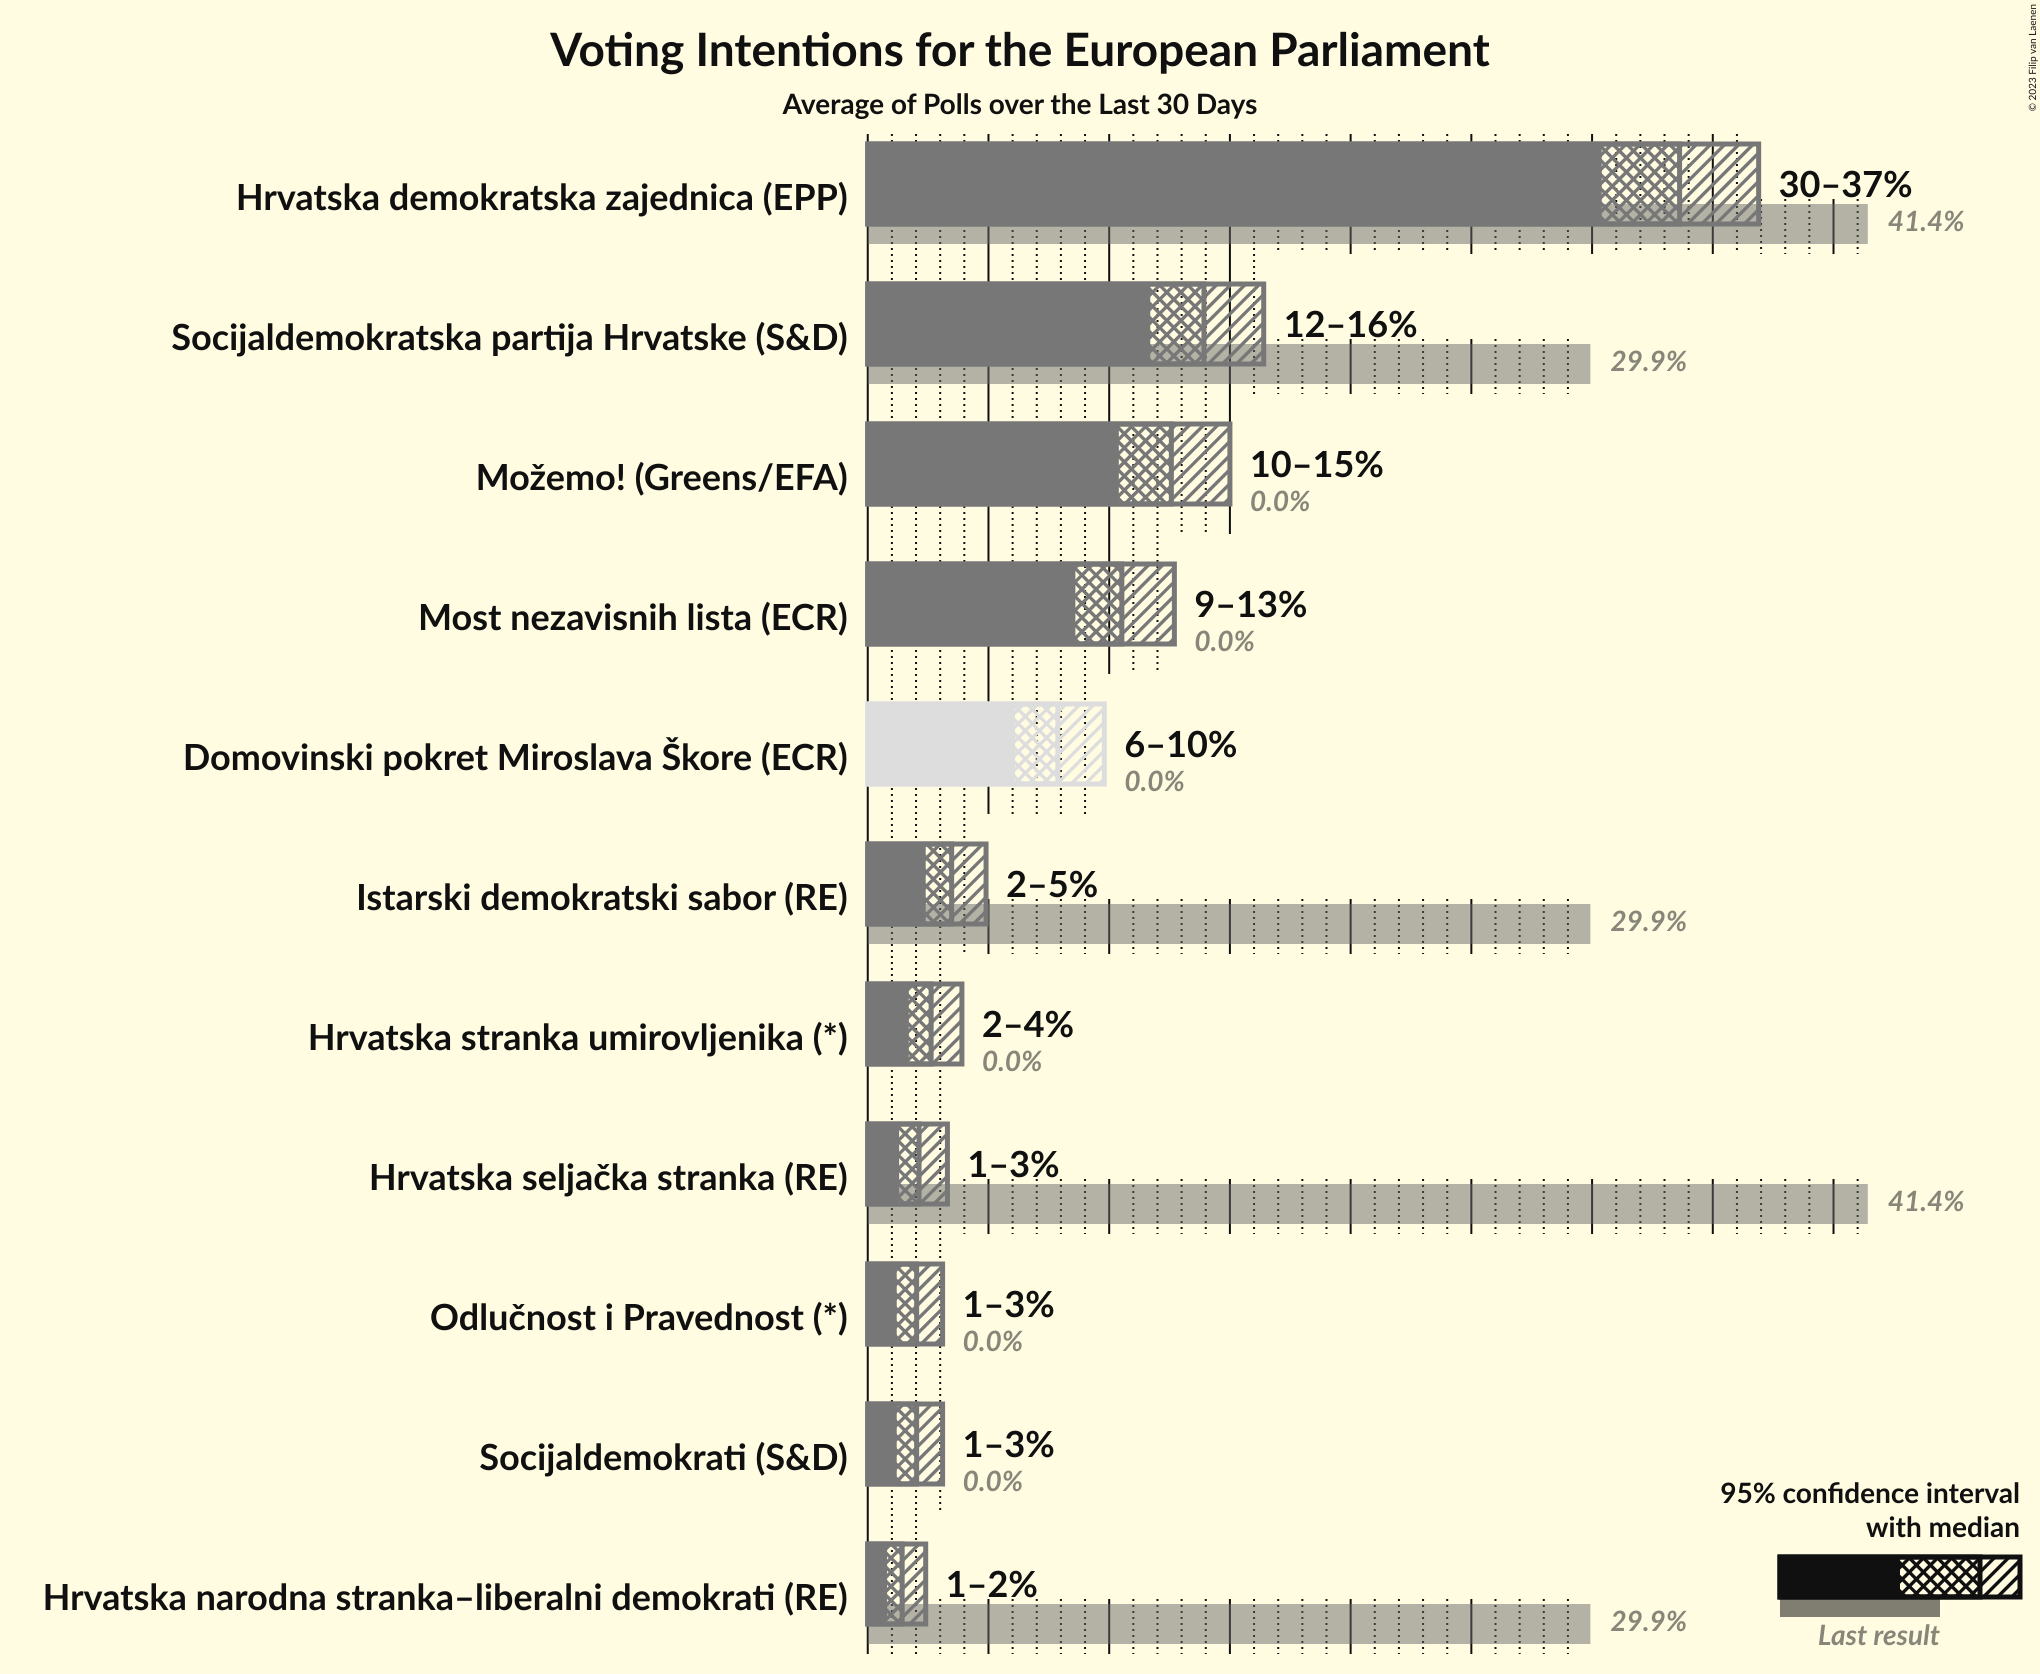 Voting Intentions for the European Parliament
Average of Polls over the Last 30 Days
© 2023 Filip van Laenen
Hrvatska demokratska zajednica (EPP)
30–37%
41.4%
Socijaldemokratska partija Hrvatske (S&D)
12–16%
29.9%
Možemo! (Greens/EFA)
10–15%
0.0%
Most nezavisnih lista (ECR)
9–13%
0.0%
Domovinski pokret Miroslava Škore (ECR)
6–10%
0.0%
Istarski demokratski sabor (RE)
2–5%
29.9%
Hrvatska stranka umirovljenika (*)
2–4%
0.0%
Hrvatska seljačka stranka (RE)
1–3%
41.4%
Odlučnost i Pravednost (*)
1–3%
0.0%
Socijaldemokrati (S&D)
1–3%
0.0%
Hrvatska narodna stranka–liberalni demokrati (RE)
1–2%
29.9%
95% confidence interval
with median
Last result